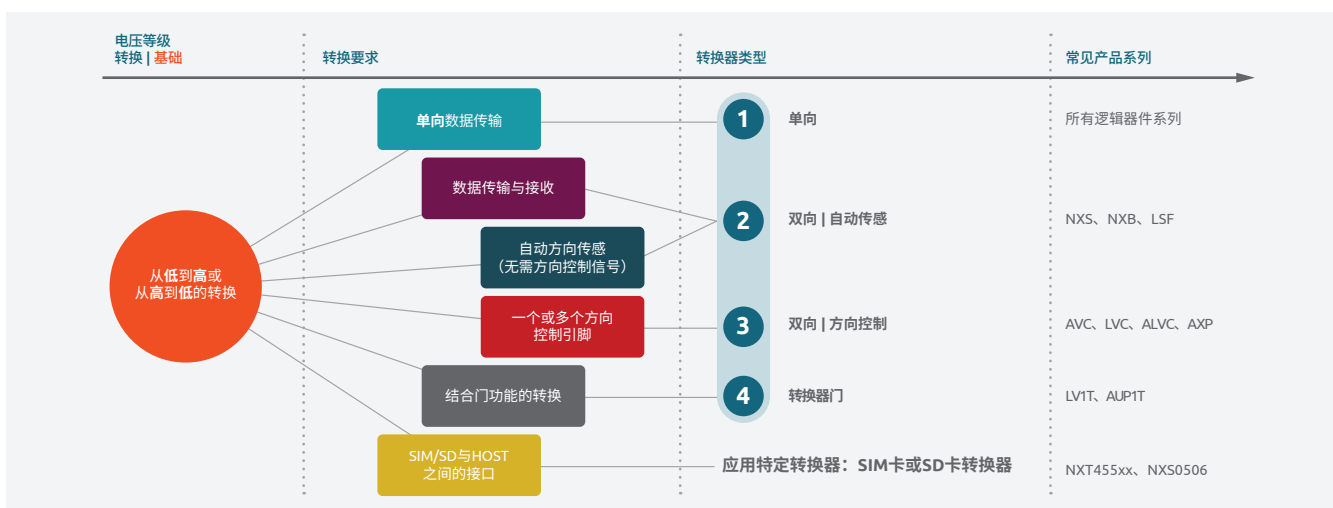 电压等级
转换 | 基础
转换要求
转换器类型
常见产品系列
从低到高或
从高到低的转换
单向数据传输
1
单向
所有逻辑器件系列
数据传输与接收
2
双向 | 自动传感
NXS、NXB、LSF
自动方向传感
（无需方向控制信号）
一个或多个方向
控制引脚
3
双向 | 方向控制
AVC、LVC、ALVC、AXP
结合门功能的转换
4
转换器门
LV1T、AUP1T
SIM/SD与HOST
之间的接口
应用特定转换器：SIM卡或SD卡转换器
NXT455xx、NXS0506